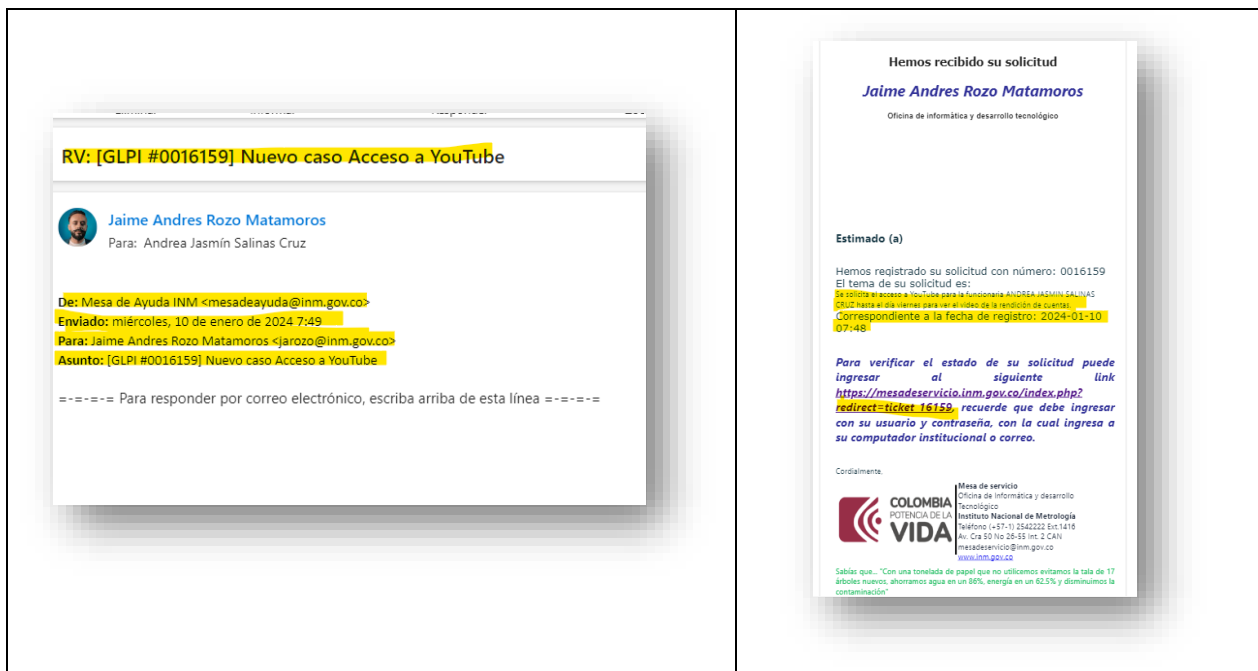 RV: [GLPI #0016159] Nuevo caso Acceso a YouTube
Jaime Andres Rozo Matamoros
Para: Andrea Jasmín Salinas Cruz
De: Mesa de Ayuda INM <mesadeayuda@inm.gov.co>
Enviado: miércoles, 10 de enero de 2024 7:49
Para: Jaime Andres Rozo Matamoros <jarozo@inm.gov.co>
Asunto: [GLPI #0016159] Nuevo caso Acceso a YouTube
=-=-=-= Para responder por correo electrónico, escriba arriba de esta línea =-=-=-=
Hemos recibido su solicitud
Jaime Andres Rozo Matamoros
Oficina de informática y desarrollo tecnológico
Estimado (a)
Hemos registrado su solicitud con número: 0016159
El tema de su solicitud es:
Se solicita el acceso a YouTube para la funcionaria ANDREA JASMIN SALINAS
CRUZ hasta el día viernes para ver el video de la rendición de cuentas.
Correspondiente a la fecha de registro: 2024-01-10
07:48
Para verificar el estado de su solicitud puede
ingresar al siguiente link
https://mesadeservicio.inm.gov.co/index.php?
redirect=ticket_16159, recuerde que debe ingresar
con su usuario y contraseña, con la cual ingresa a
su computador institucional o correo.
Cordialmente,
COLOMBIA
POTENCIA DE LA
VIDA
Mesa de servicio
Oficina de Informática y desarrollo
Tecnológico
Instituto Nacional de Metrología
Teléfono (+57-1) 2542222 Ext.1416
Av. Cra 50 No 26-55 Int. 2 CAN
mesadeservicio@inm.gov.co
www.inm.gov.co
Sabías que... "Con una tonelada de papel que no utilicemos evitamos la tala de 17
árboles nuevos, ahorramos agua en un 86%, energía en un 62.5% y disminuimos la
contaminación"